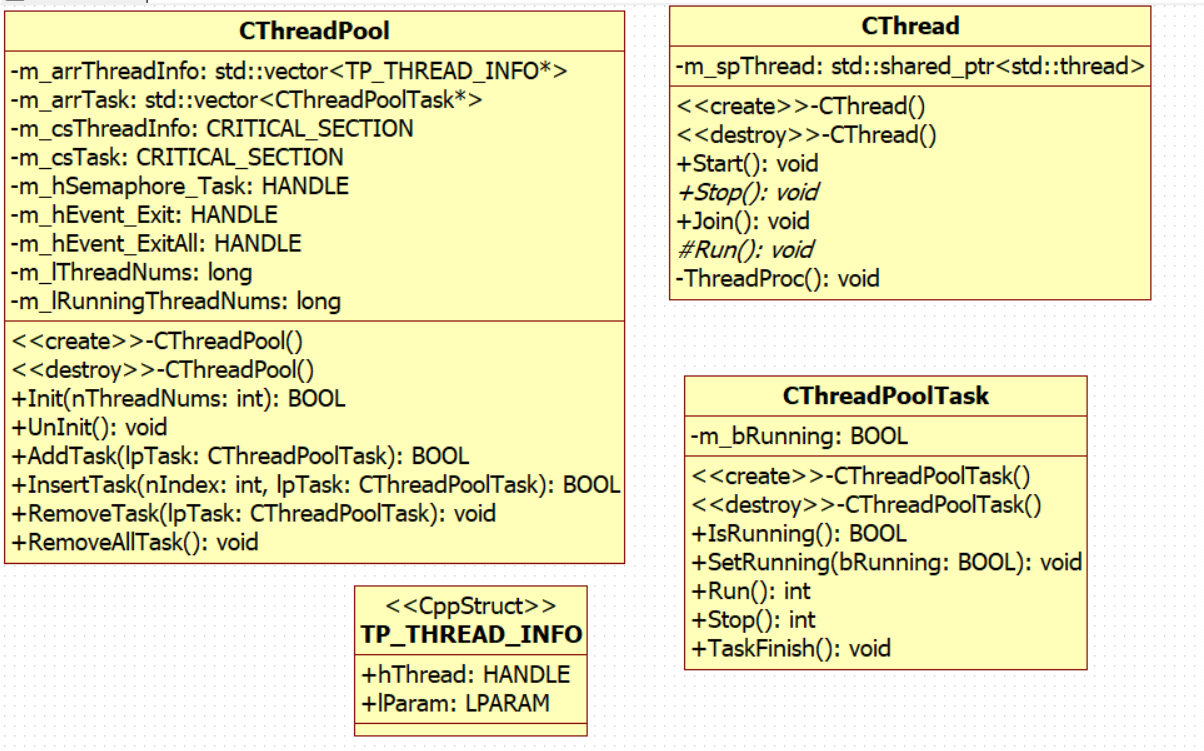 CThreadPool
-m_arrThreadInfo: std::vector<TP_THREAD_INFO*>
-m_arrTask: std::vector<CThreadPoolTask*>
-m_csThreadInfo: CRITICAL_SECTION
-m_csTask: CRITICAL_SECTION
-m_hSemaphore_Task: HANDLE
-m_hEvent_Exit: HANDLE
-m_hEvent_ExitAll: HANDLE
-m_lThreadNums: long
-m_lRunningThreadNums: long
<<create>>-CThreadPool()
<<destroy>>-CThreadPool()
+Init(nThreadNums: int): BOOL
+UnInit(): void
+AddTask(lpTask: CThreadPoolTask): BOOL
+InsertTask(nIndex: int, lpTask: CThreadPoolTask): BOOL
+RemoveTask(lpTask: CThreadPoolTask): void
+RemoveAllTask(): void
CThread
-m_spThread: std::shared_ptr<std::thread>
<<create>>-CThread()
<<destroy>>-CThread()
+Start(): void
+Stop(): void
+Join(): void
#Run(): void
-ThreadProc(): void
CThreadPoolTask
-m_bRunning: BOOL
<<create>>-CThreadPoolTask()
<<destroy>>-CThreadPoolTask()
+IsRunning(): BOOL
+SetRunning(bRunning: BOOL): void
+Run(): int
+Stop(): int
+TaskFinish(): void
<<CppStruct>>
TP_THREAD_INFO
+hThread: HANDLE
+lParam: LPARAM